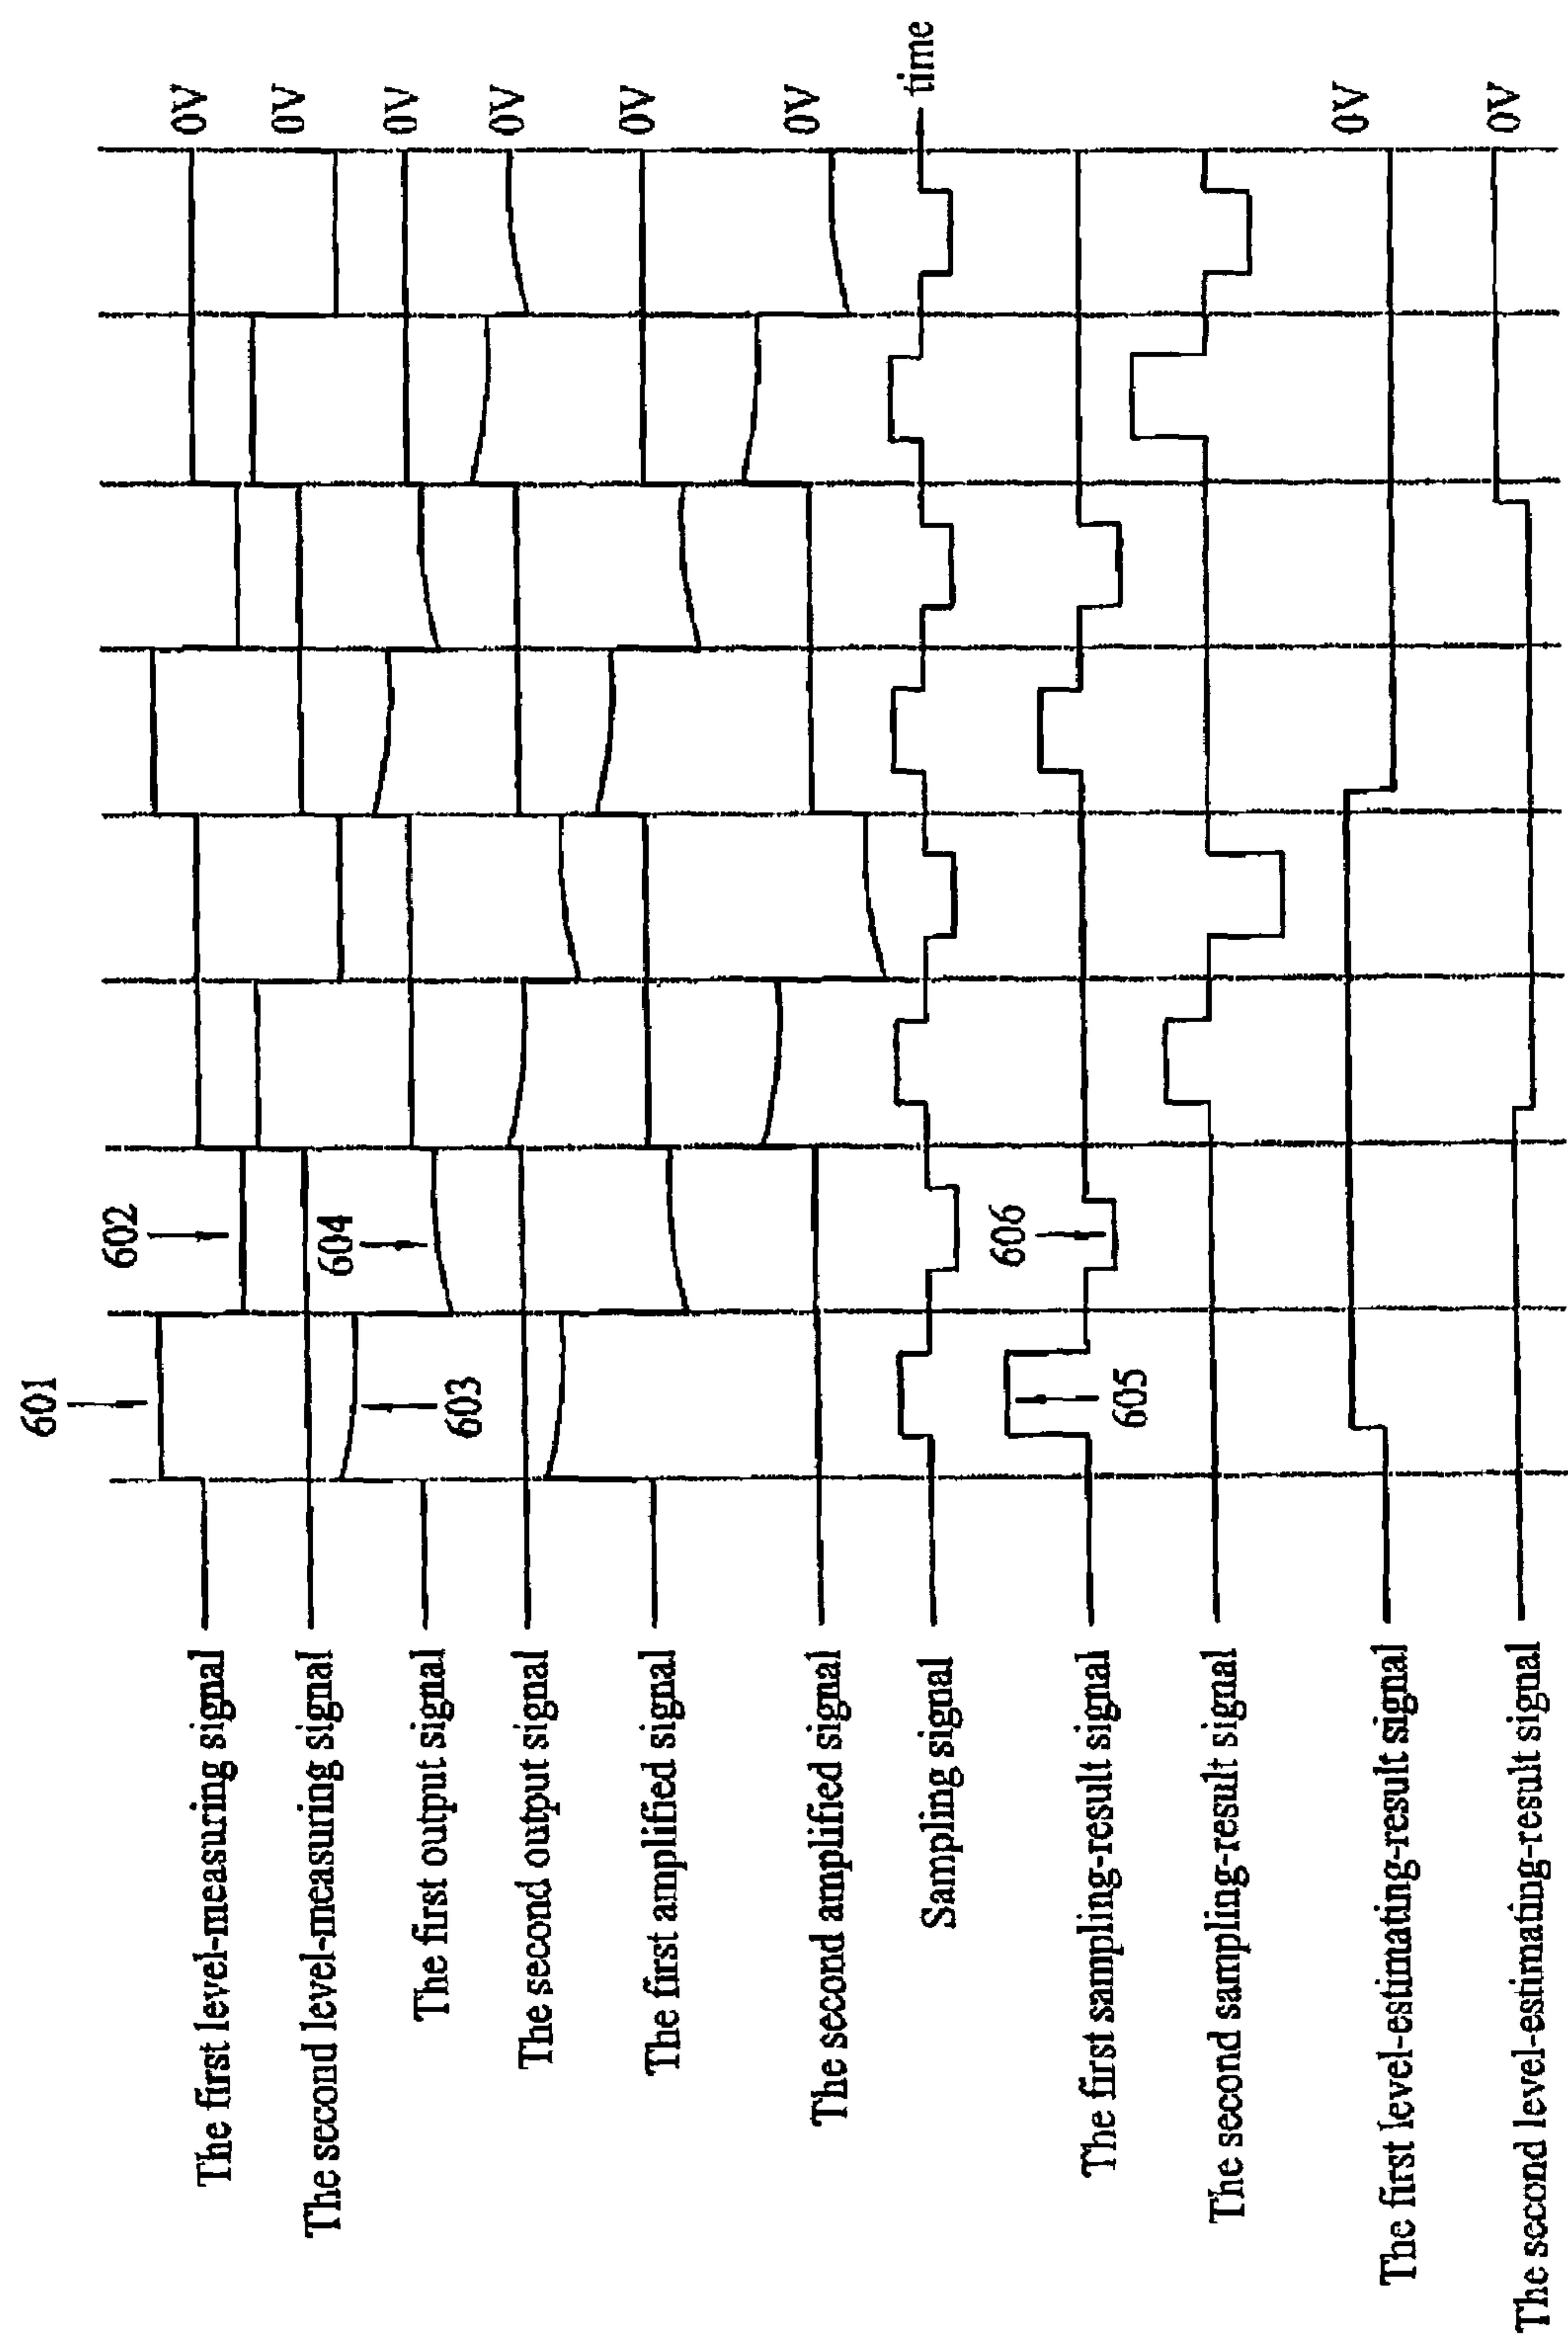 601
602
The first level-measuring signal
0V
The second level-measuring signal
0V
603
604
The first output signal
0V
The second output signal
0V
The first amplified signal
0V
The second amplified signal
0V
Sampling signal
time
605
606
The first sampling-result signal
The second sampling-result signal
The first level-estimating-result signal
0V
The second level-estimating-result signal
0V